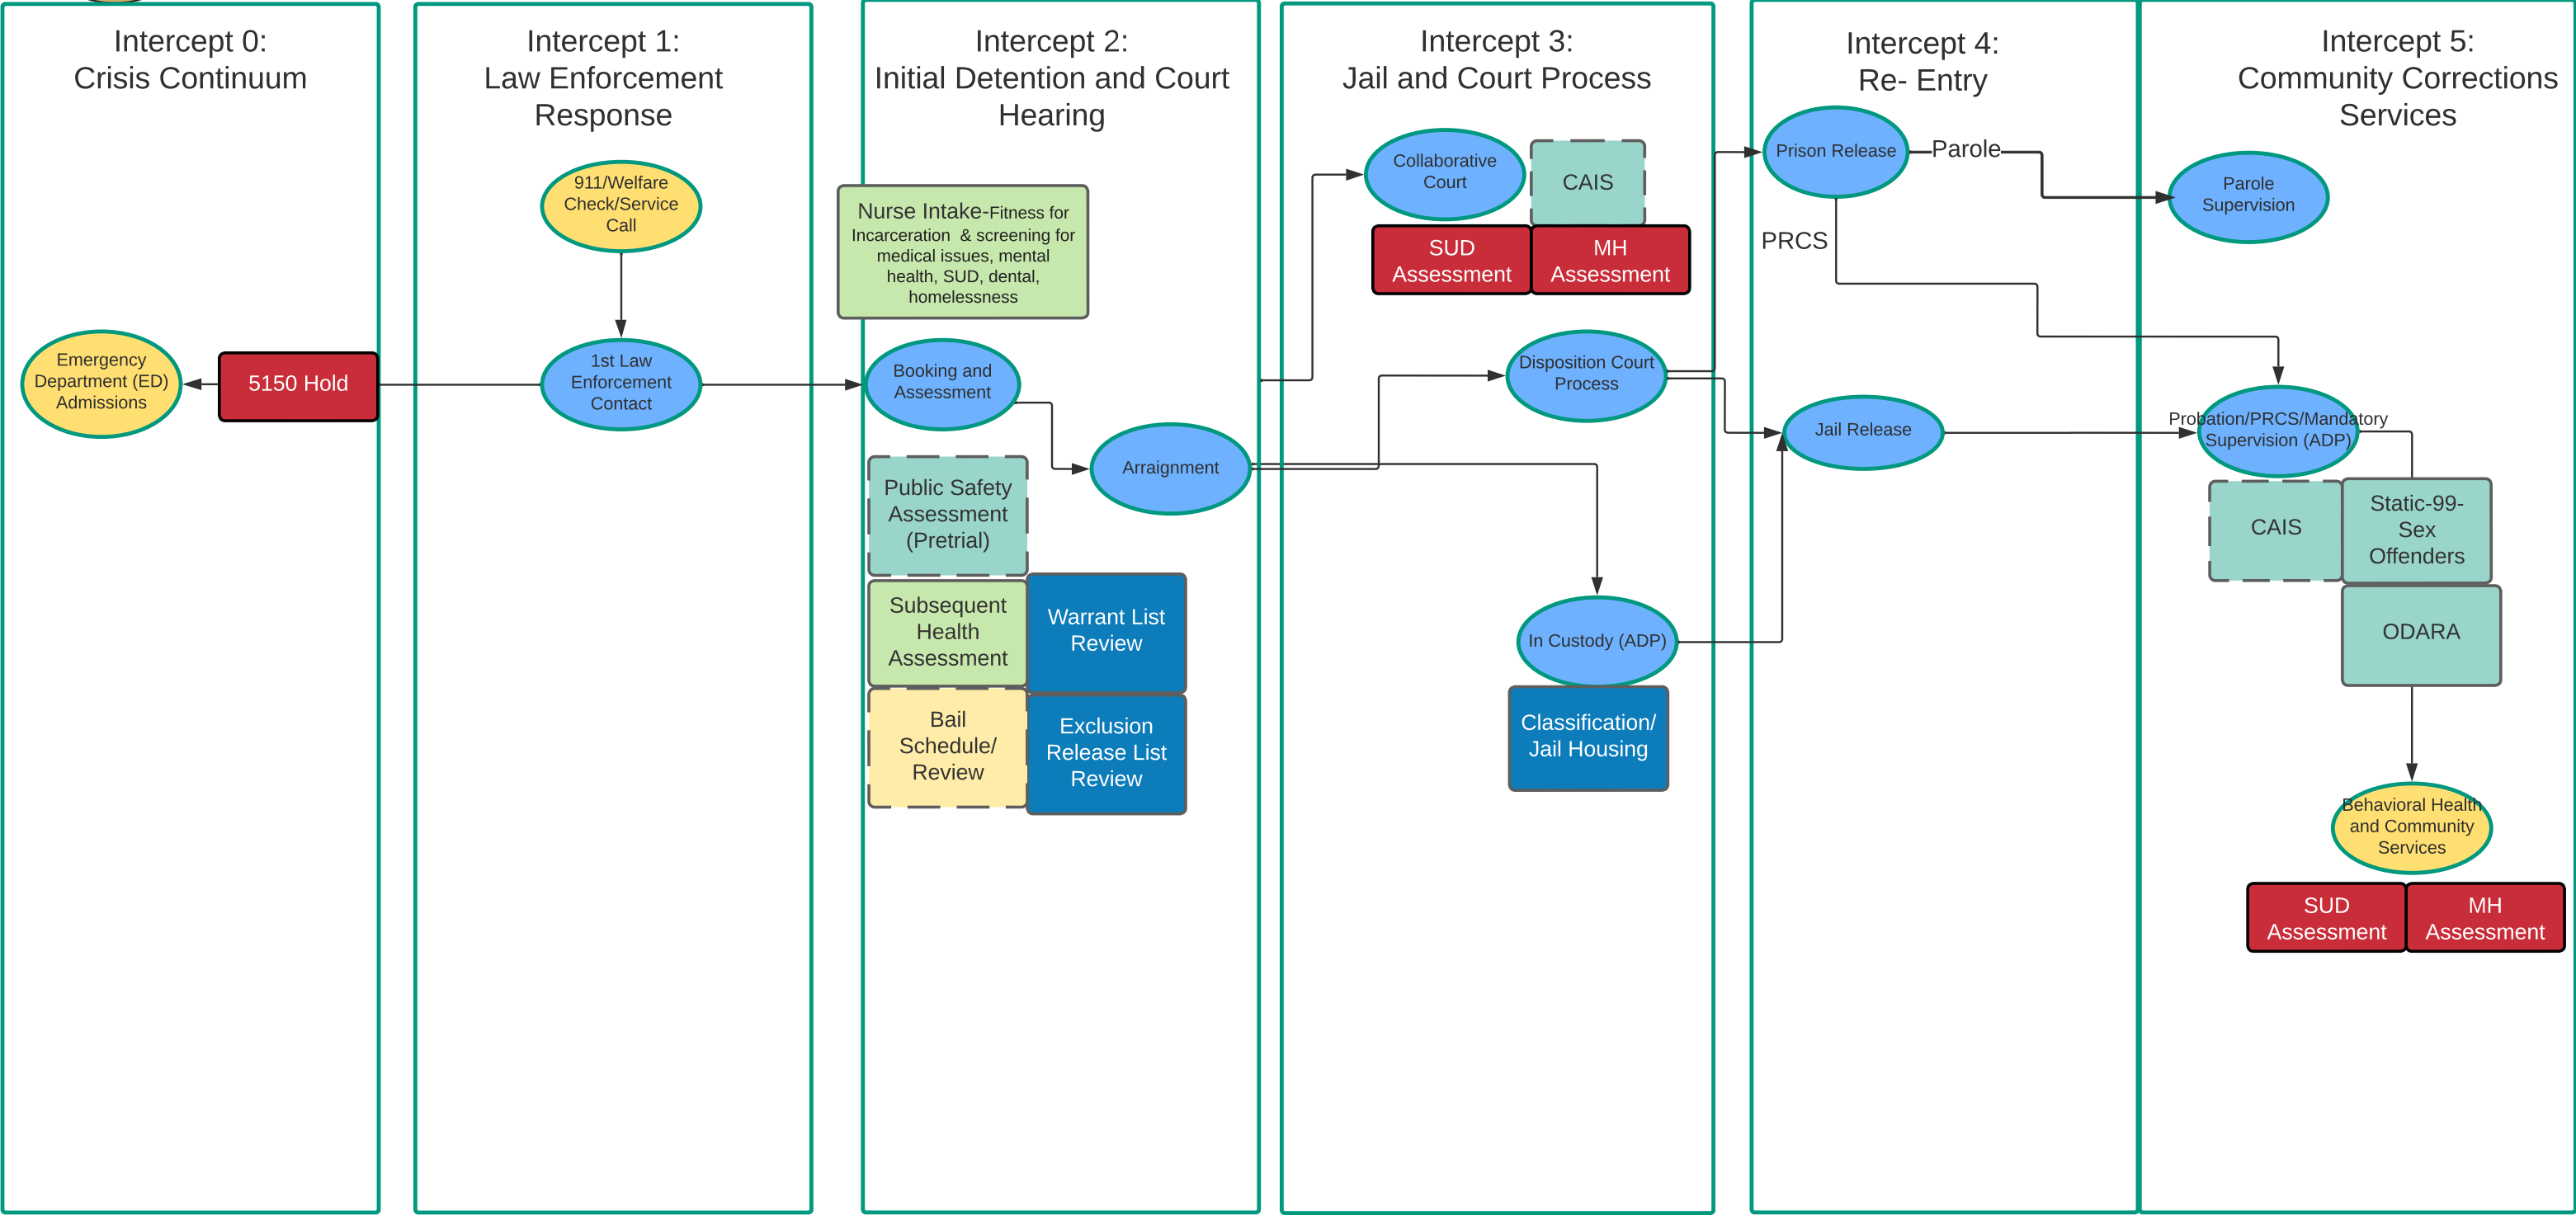 Intercept 0:
Crisis Continuum
Emergency
Department (ED)
Admissions
5150 Hold
Intercept 1:
Law Enforcement
Response
911/Welfare
Check/Service
Call
1st Law
Enforcement
Contact
Intercept 2:
Initial Detention and Court
Hearing
Nurse Intake-Fitness for
Incarceration & screening for
medical issues, mental
health, SUD, dental,
homelessness
Booking and
Assessment
Arraignment
Public Safety
Assessment
(Pretrial)
Subsequent
Health
Assessment
Warrant List
Review
Bail
Schedule/
Review
Exclusion
Release List
Review
Intercept 3:
Jail and Court Process
Collaborative
Court
CAIS
SUD
Assessment
MH
Assessment
Disposition Court
Process
In Custody (ADP)
Classification/
Jail Housing
Intercept 4:
Re- Entry
Prison Release
Parole
PRCS
Jail Release
Intercept 5:
Community Corrections
Services
Parole
Supervision
Probation/PRCS/Mandatory
Supervision (ADP)
CAIS
Static-99-
Sex
Offenders
ODARA
Behavioral Health
and Community
Services
SUD
Assessment
MH
Assessment